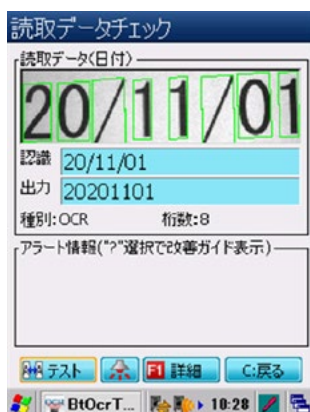 読取データチェック
読取データ(日付)
20/11/01
認識 20/11/01
出力 20201101
種別:OCR 桁数:8
アラート情報("?"選択で改善ガイド表示)
テスト F1 詳細 C:戻る
BtOcrT... 10:28